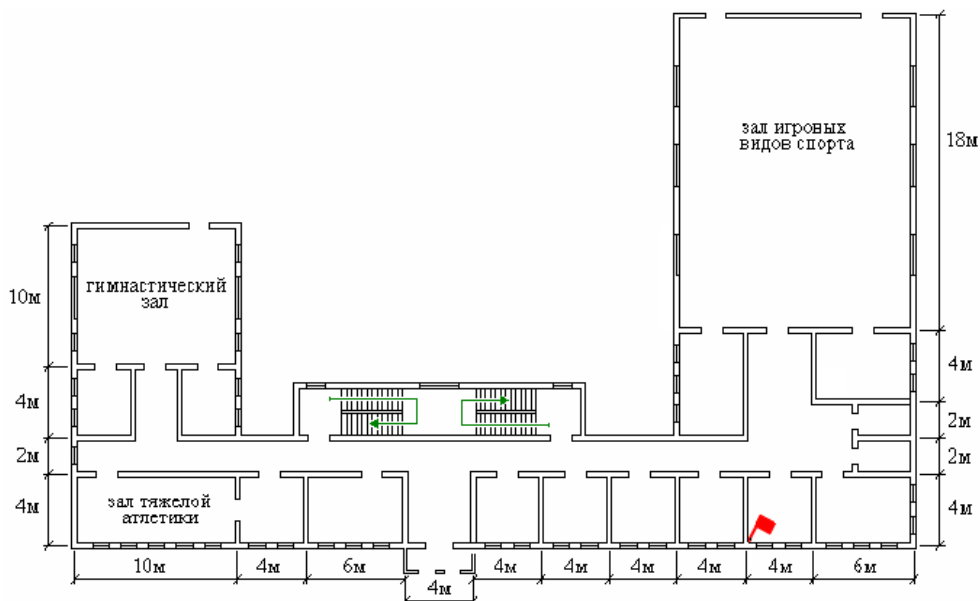 зал игровых
видов спорта
18м
гимнастический
зал
10м
4м
4м
2м
2м
2м
зал тяжелой
атлетики
4м
4м
10м
4м
6м
4м
4м
4м
4м
4м
4м
6м